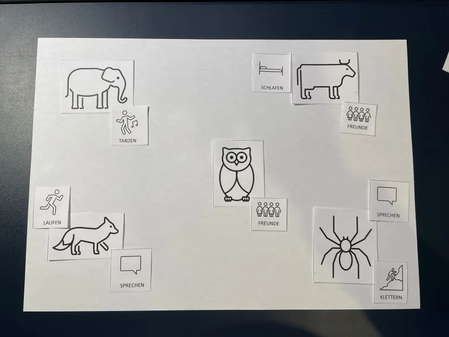 SCHLAFEN
TANZEN
FREUNDE
LAUFEN
FREUNDE
SPRECHEN
SPRECHEN
KLETTERN